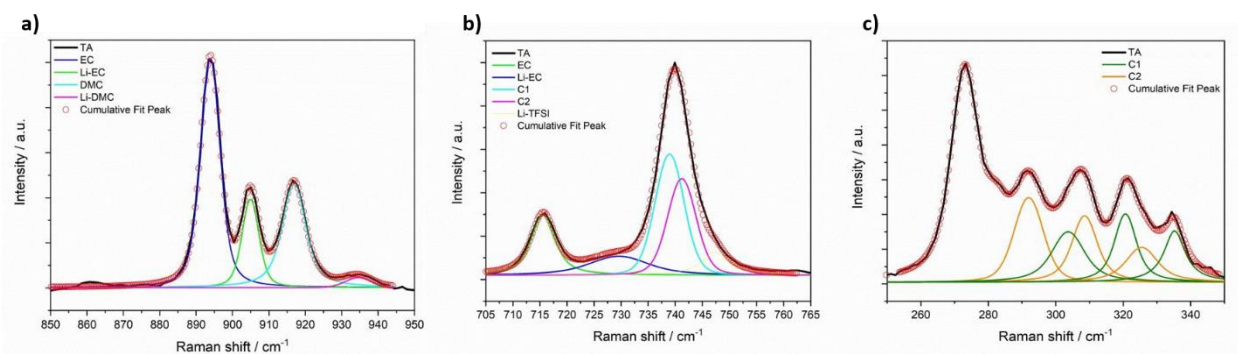 a)
TA
EC
Li-EC
DMC
Li-DMC
Cumulative Fit Peak
Intensity / a.u.
850 860 870 880 890 900 910 920 930 940 950
Raman shift / cm-1
b)
TA
EC
Li-EC
C1
C2
Li-TFSI
Cumulative Fit Peak
Intensity / a.u.
705 710 715 720 725 730 735 740 745 750 755 760 765
Raman shift / cm-1
c)
TA
C1
C2
Cumulative Fit Peak
Intensity / a.u.
260 280 300 320 340
Raman shift / cm-1